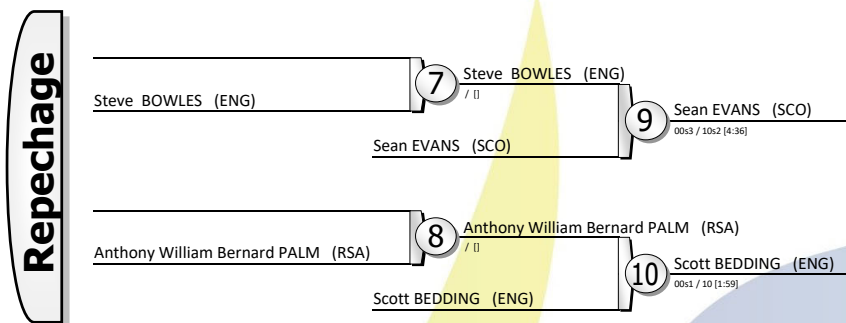 Repechage
7
Steve BOWLES (ENG)
/ []
Steve BOWLES (ENG)
9
Sean EVANS (SCO)
00s3 / 10s2 [4:36]
Sean EVANS (SCO)
8
Anthony William Bernard PALM (RSA)
/ []
Anthony William Bernard PALM (RSA)
10
Scott BEDDING (ENG)
00s1 / 10 [1:59]
Scott BEDDING (ENG)